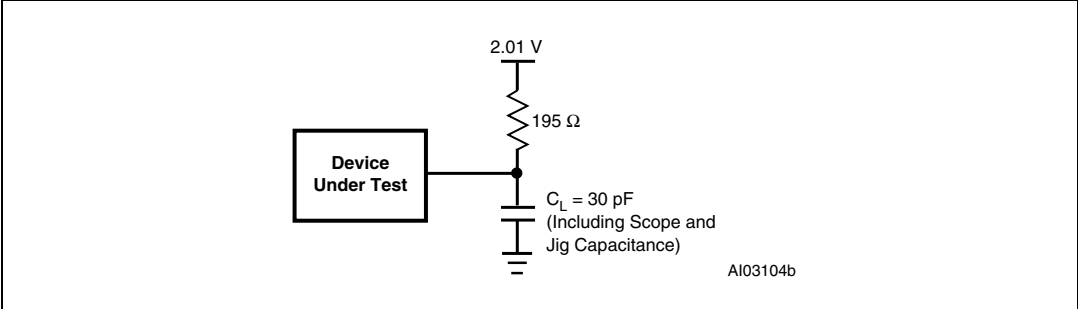 2.01 V
195 Ω
Device
Under Test
C_L = 30 pF
(Including Scope and
Jig Capacitance)
AI03104b